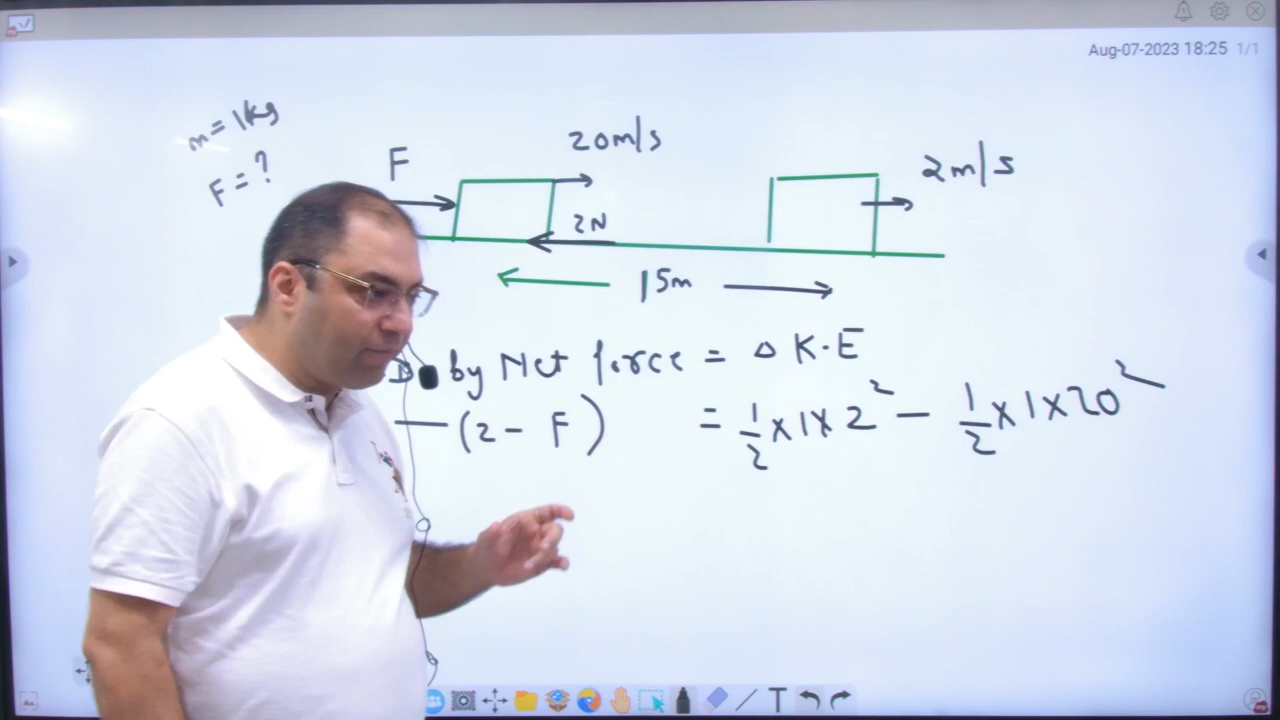 Aug-07-2023 18:25 1/1
m = 1kg
F = ?
F
20m/s
2m/s
2N
15m
by Net force = Δ K.E
—(2 - F) = 1/2 x 1 x 2² - 1/2 x 1 x 20²
T